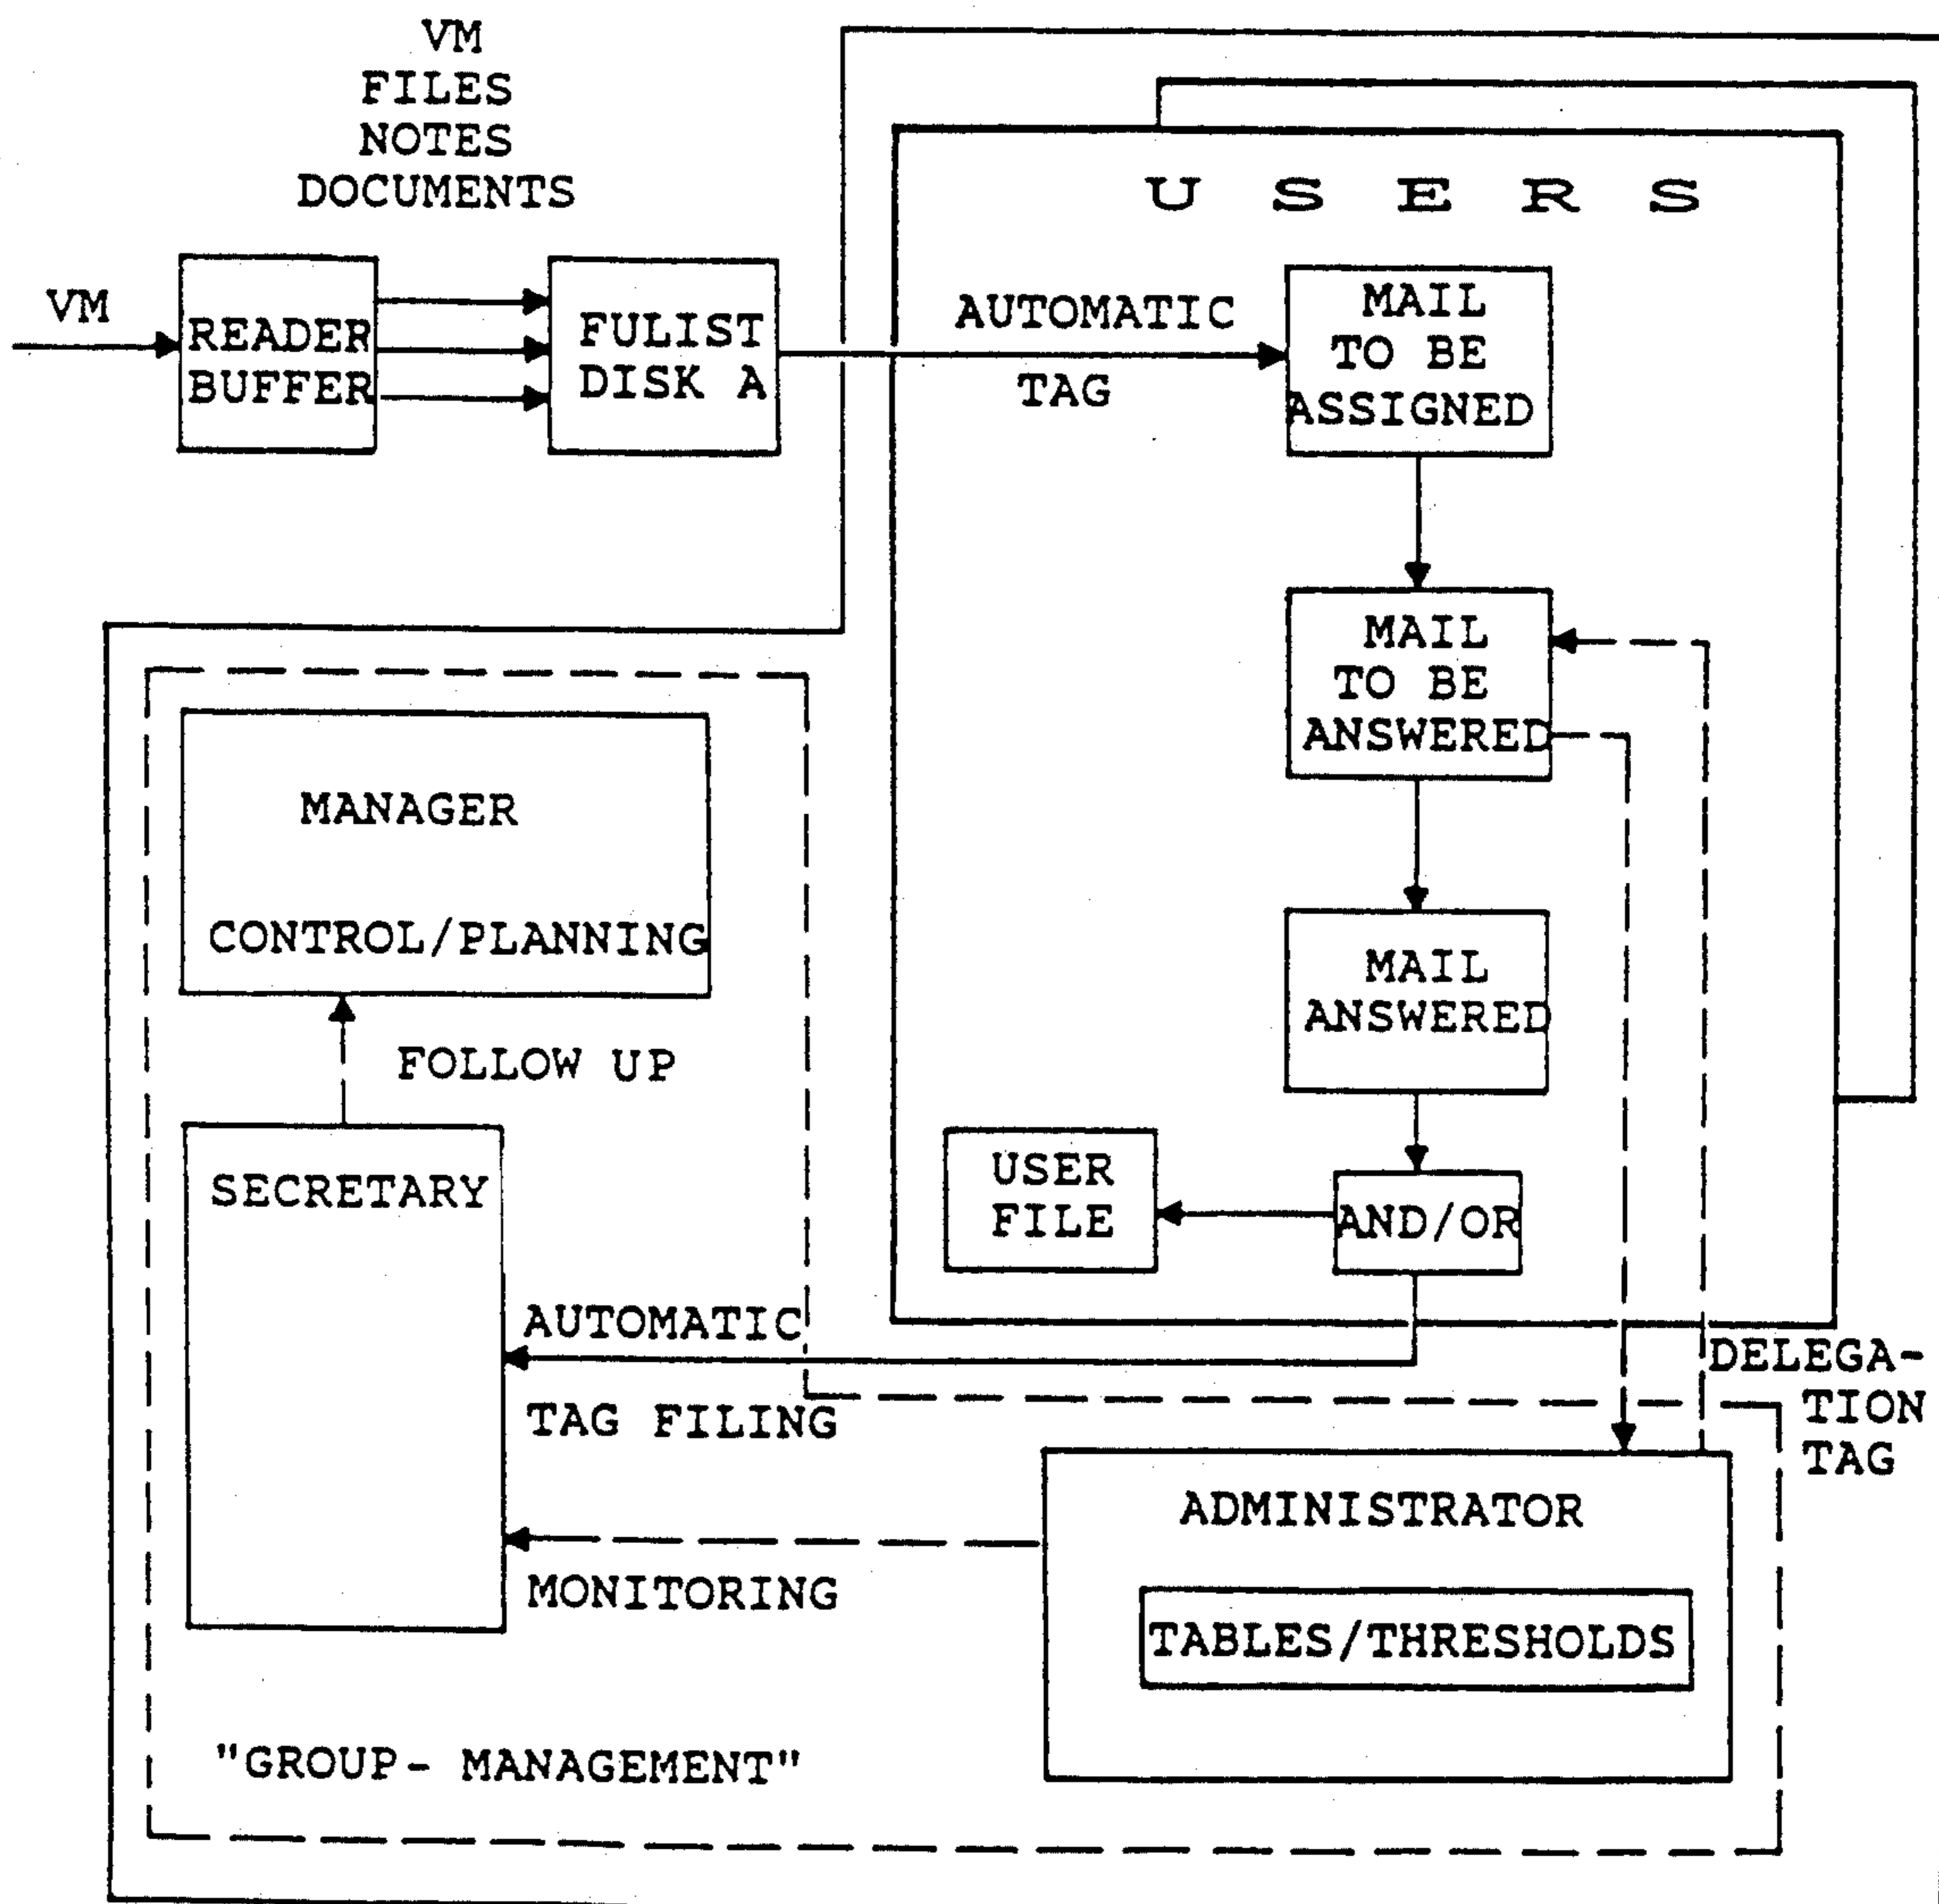 VM
FILES
NOTES
DOCUMENTS
VM
READER
BUFFER
FULIST
DISK A
U S E R S
AUTOMATIC
TAG
MAIL
TO BE
ASSIGNED
MAIL
TO BE
ANSWERED
MANAGER
CONTROL/PLANNING
MAIL
ANSWERED
FOLLOW UP
USER
FILE
AND/OR
SECRETARY
AUTOMATIC
TAG FILING
DELEGA-
TION
TAG
MONITORING
ADMINISTRATOR
TABLES/THRESHOLDS
"GROUP- MANAGEMENT"